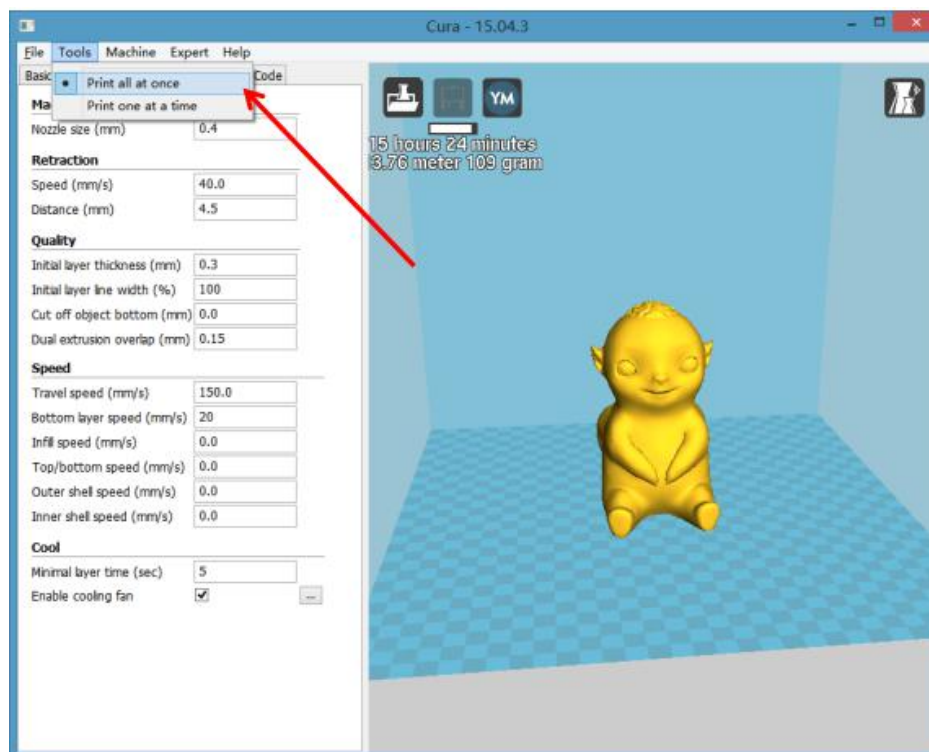 Cura - 15.04.3
File Tools Machine Expert Help
Code
Print all at once
Print one at a time
Nozzle size (mm) 0.4
Retraction
Speed (mm/s) 40.0
Distance (mm) 4.5
Quality
Initial layer thickness (mm) 0.3
Initial layer line width (%) 100
Cut off object bottom (mm) 0.0
Dual extrusion overlap (mm) 0.15
Speed
Travel speed (mm/s) 150.0
Bottom layer speed (mm/s) 20
Infill speed (mm/s) 0.0
Top/bottom speed (mm/s) 0.0
Outer shell speed (mm/s) 0.0
Inner shell speed (mm/s) 0.0
Cool
Minimal layer time (sec) 5
Enable cooling fan ...
YM
15 hours 24 minutes
3.76 meter 109 gram